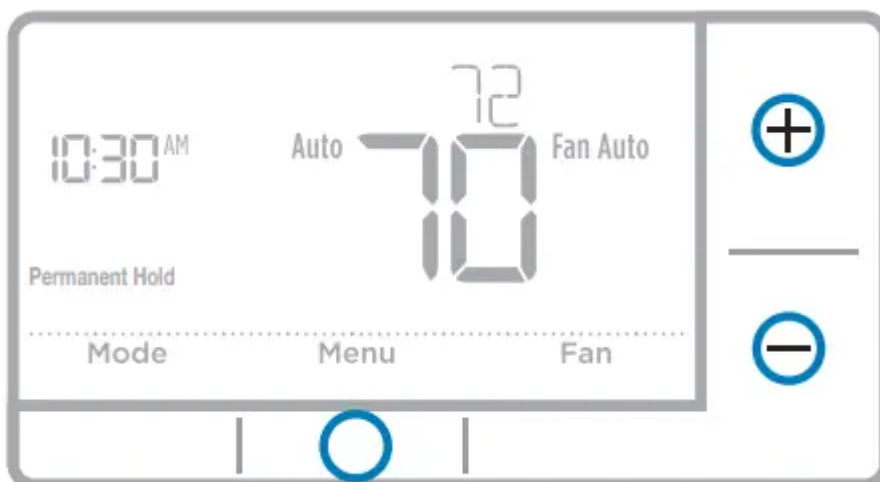 72
10:30 AM Auto 70 Fan Auto
Permanent Hold
Mode Menu Fan
+
−